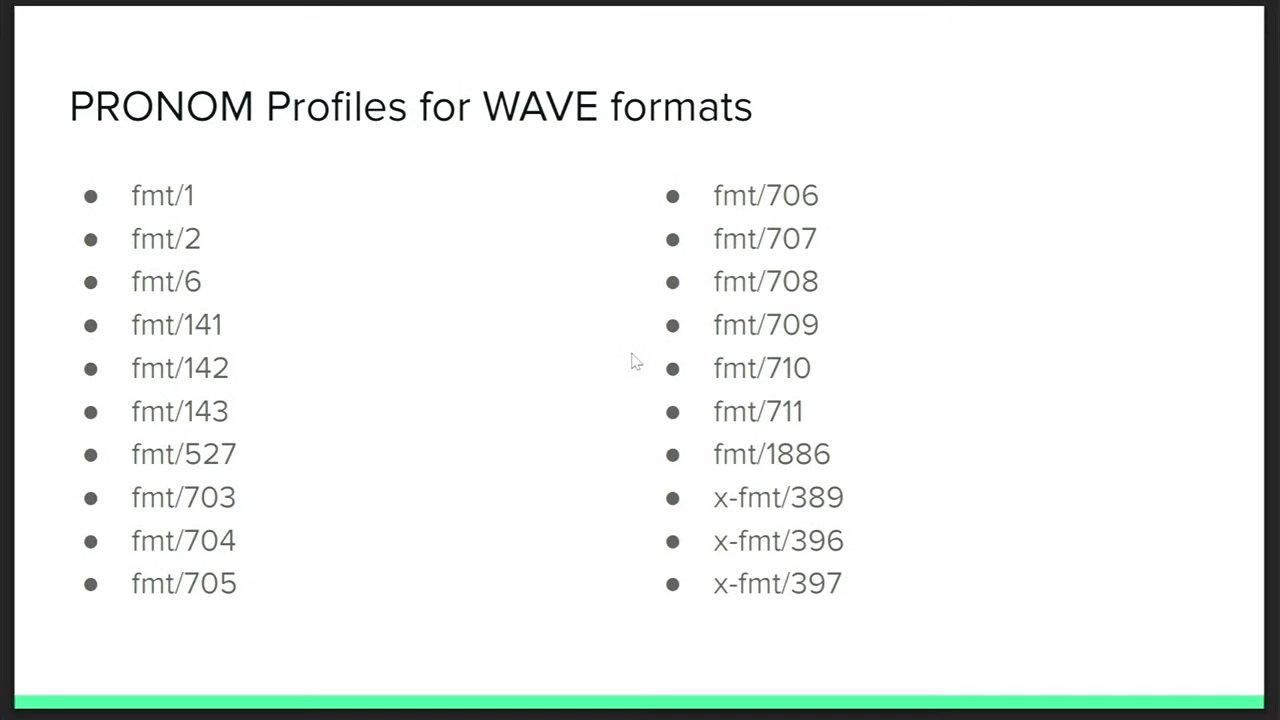 PRONOM Profiles for WAVE formats
fmt/1
fmt/2
fmt/6
fmt/141
fmt/142
fmt/143
fmt/527
fmt/703
fmt/704
fmt/705
fmt/706
fmt/707
fmt/708
fmt/709
fmt/710
fmt/711
fmt/1886
x-fmt/389
x-fmt/396
x-fmt/397